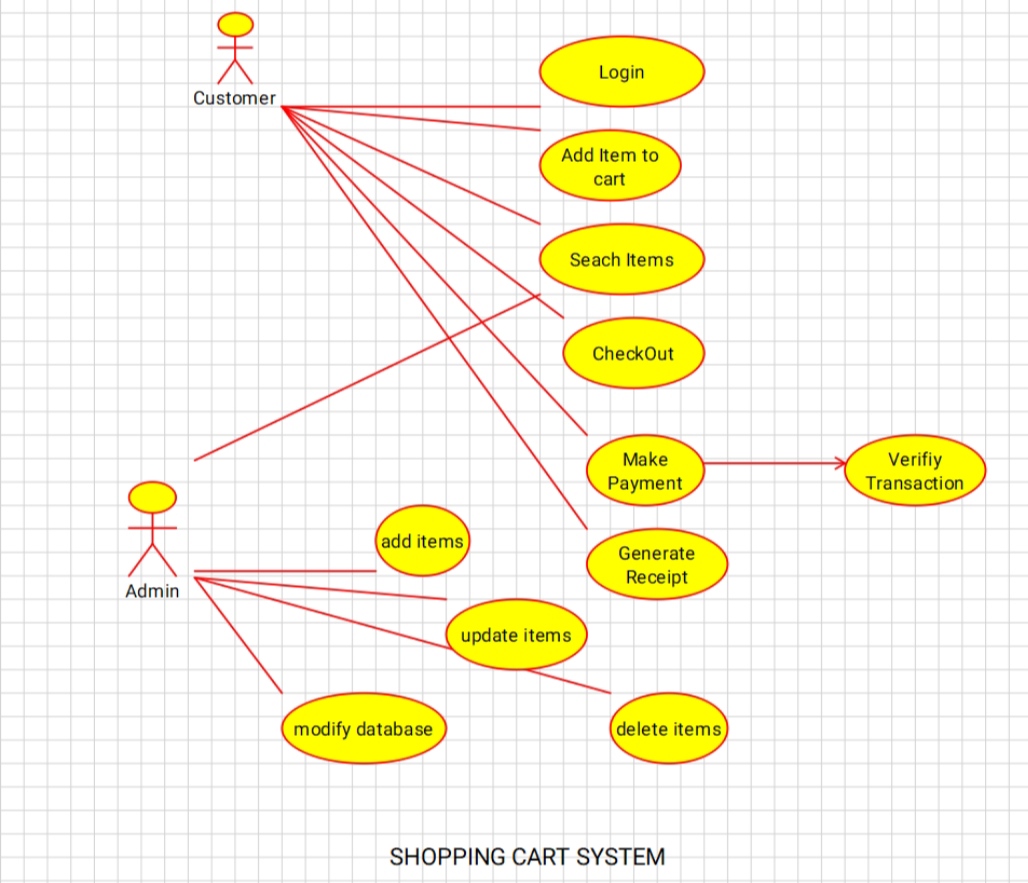 Customer
Login
Add Item to
cart
Seach Items
CheckOut
Make
Payment
Verifiy
Transaction
Generate
Receipt
Admin
add items
update items
modify database
delete items
SHOPPING CART SYSTEM